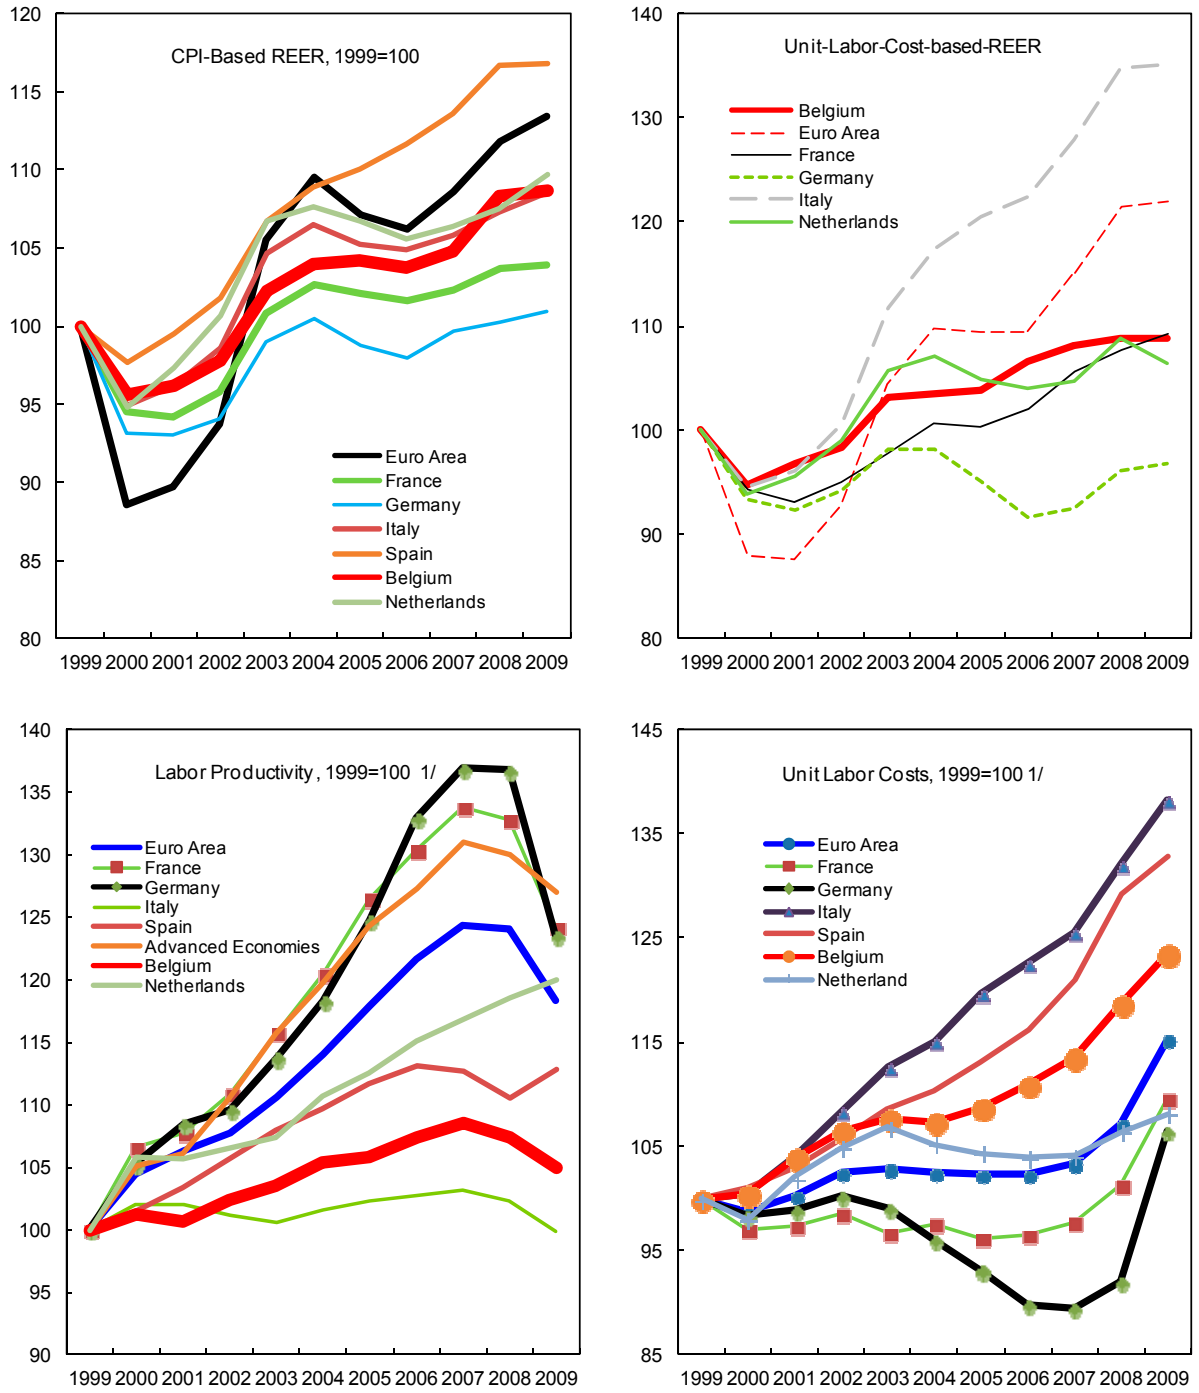 CPI-Based REER, 1999=100
120
115
110
105
100
95
90
85
80
Euro Area
France
Germany
Italy
Spain
Belgium
Netherlands
1999 2000 2001 2002 2003 2004 2005 2006 2007 2008 2009
Unit-Labor-Cost-based-REER
140
130
120
110
100
90
80
Belgium
Euro Area
France
Germany
Italy
Netherlands
1999 2000 2001 2002 2003 2004 2005 2006 2007 2008 2009
Labor Productivity, 1999=100 1/
140
135
130
125
120
115
110
105
100
95
90
Euro Area
France
Germany
Italy
Spain
Advanced Economies
Belgium
Netherlands
1999 2000 2001 2002 2003 2004 2005 2006 2007 2008 2009
Unit Labor Costs, 1999=100 1/
145
135
125
115
105
95
85
Euro Area
France
Germany
Italy
Spain
Belgium
Netherland
1999 2000 2001 2002 2003 2004 2005 2006 2007 2008 2009